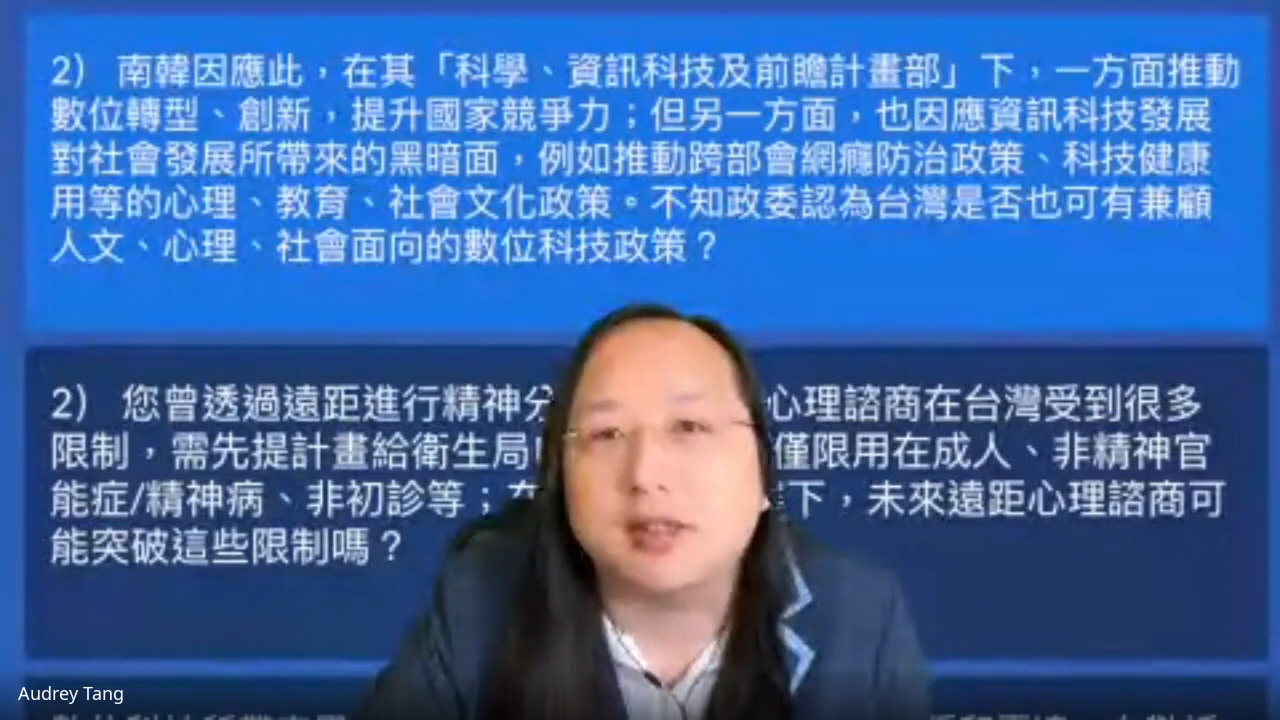 2） 南韓因應此，在其「科學、資訊科技及前瞻計畫部」下，一方面推動
數位轉型、創新，提升國家競爭力；但另一方面，也因應資訊科技發展
對社會發展所帶來的黑暗面，例如推動跨部會網癮防治政策、科技健康
用等的心理、教育、社會文化政策。不知政委認為台灣是否也可有兼顧
人文、心理、社會面向的數位科技政策？
2） 您曾透過遠距進行精神分 心理諮商在台灣受到很多
限制，需先提計畫給衛生局 僅限用在成人、非精神官
能症/精神病、非初診等； 下，未來遠距心理諮商可
能突破這些限制嗎？
Audrey Tang